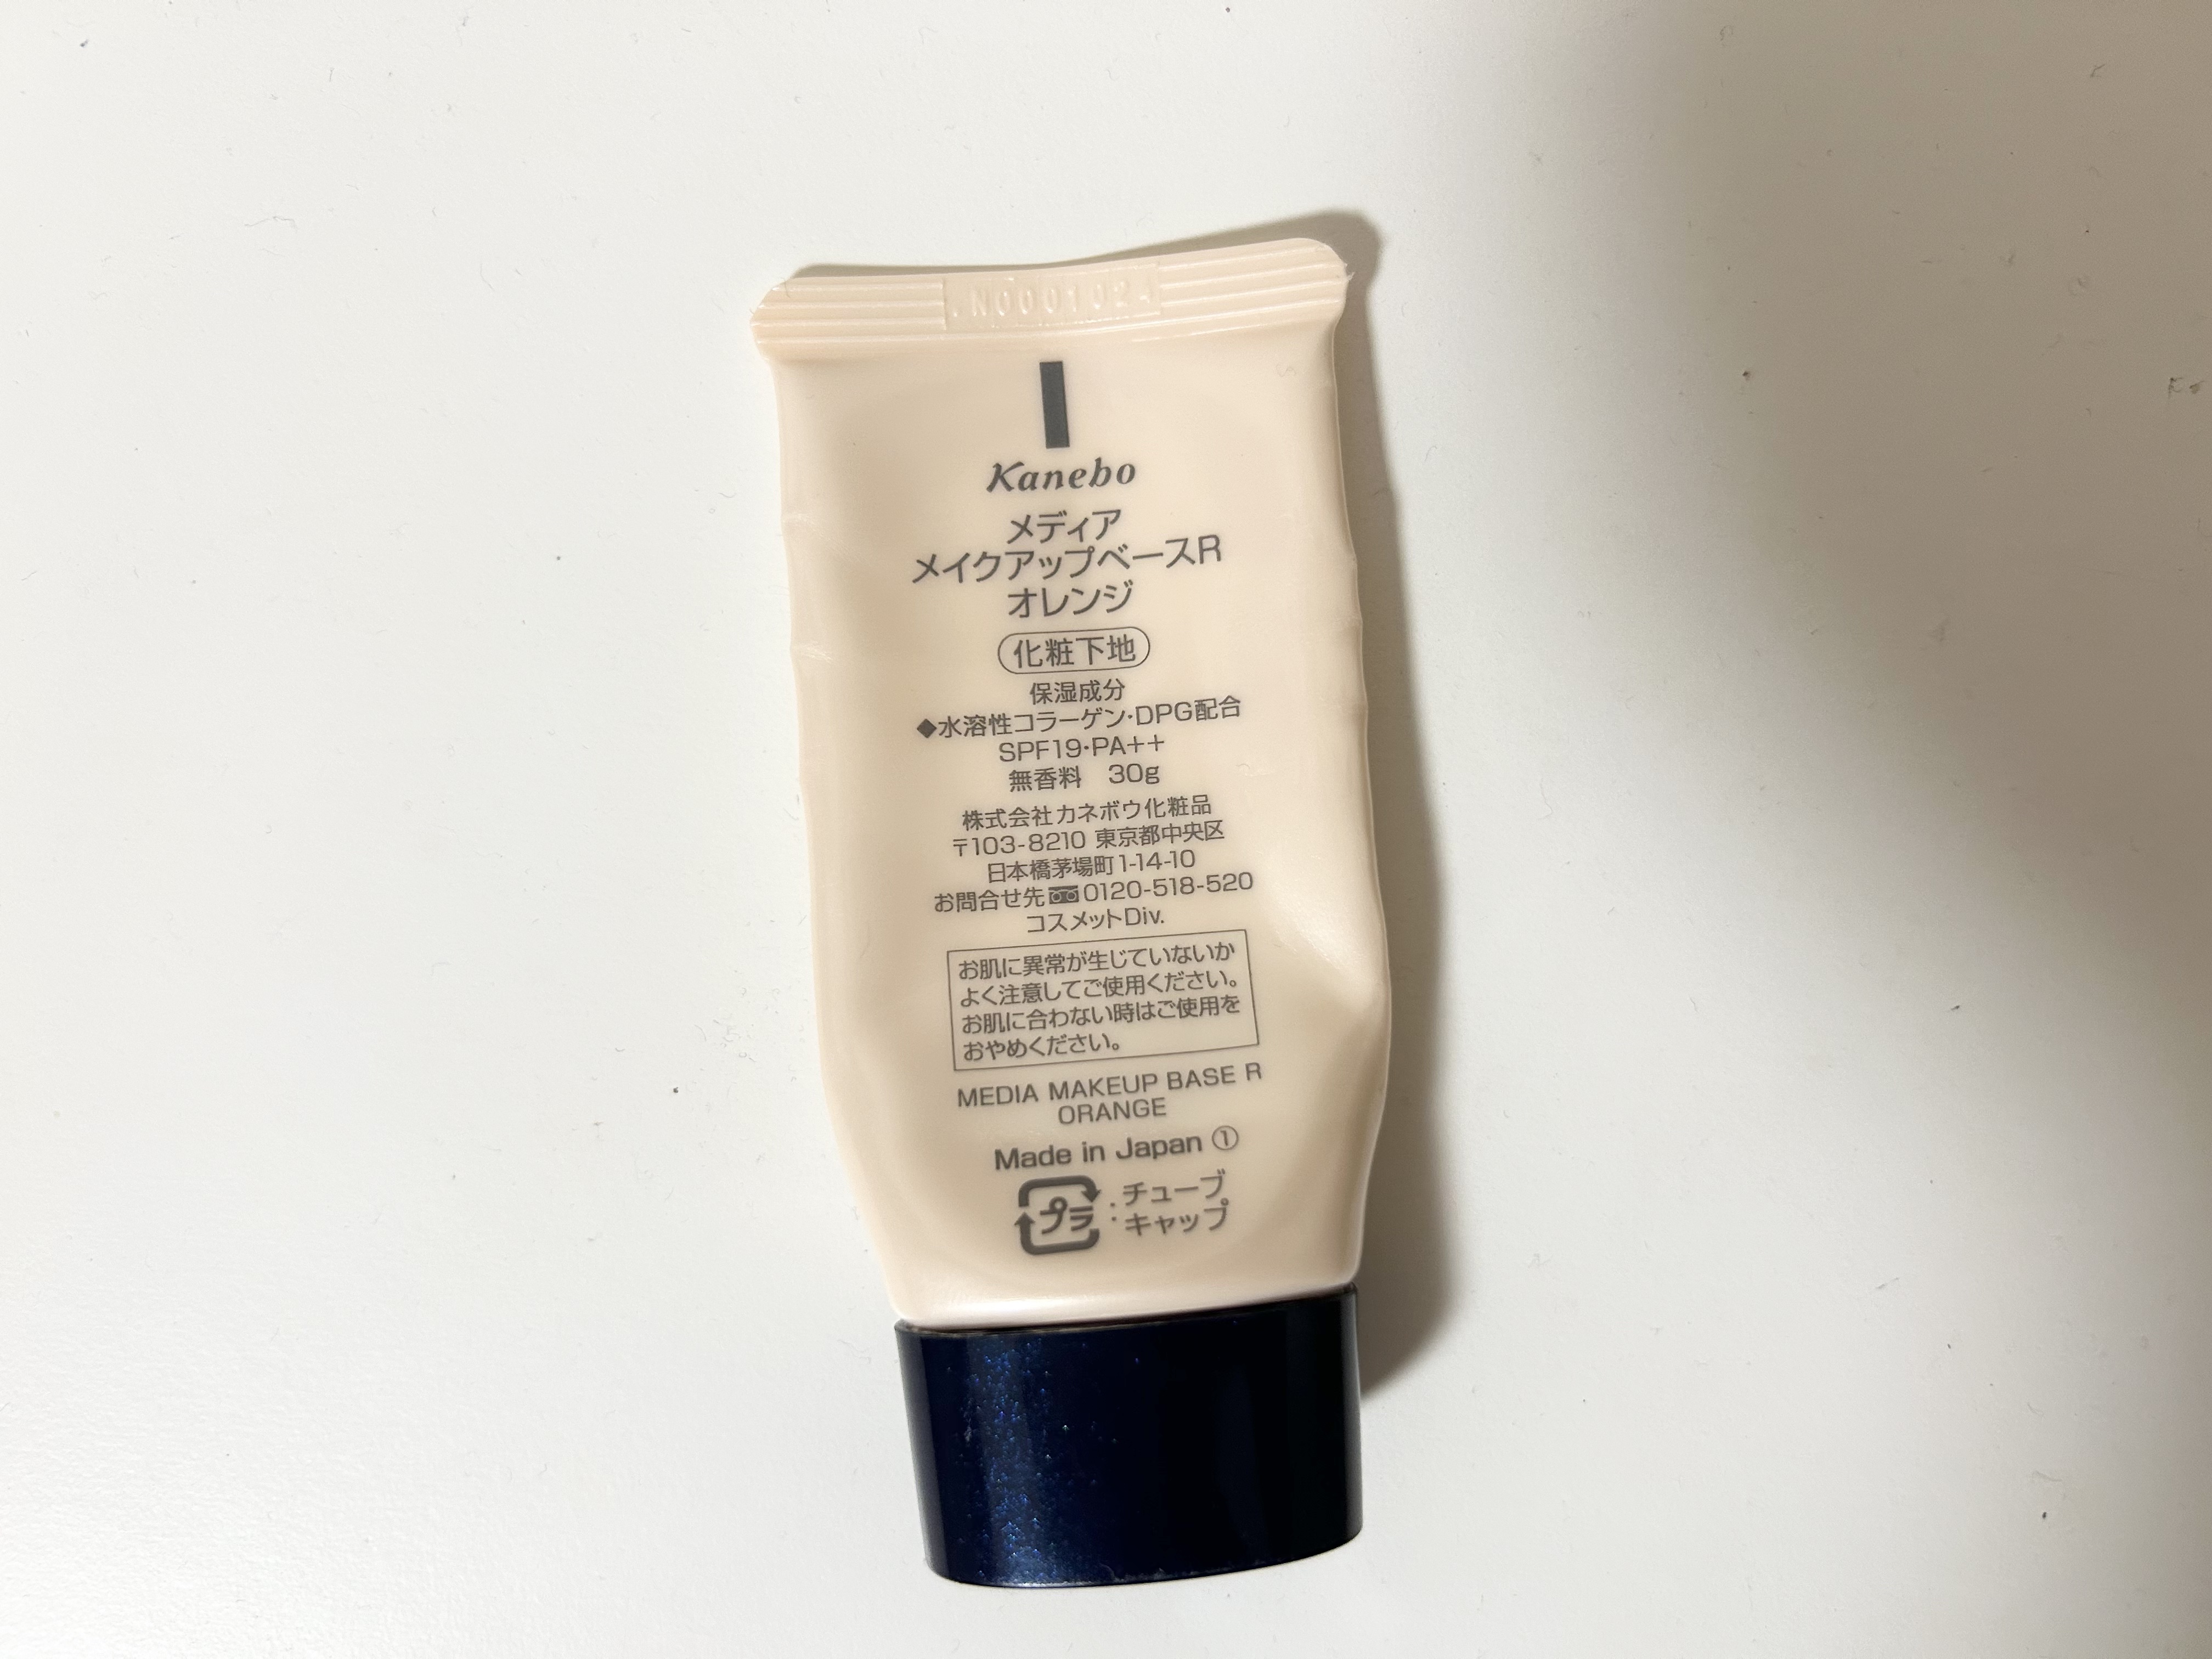 Kanebo
メディア
メイクアップベースR
オレンジ
化粧下地
保湿成分
◆水溶性コラーゲン・DPG配合
SPF19・PA++
無香料　30g
株式会社カネボウ化粧品
〒103-8210 東京都中央区
日本橋茅場町1-14-10
お問合せ先 0120-518-520
コスメットDiv.
お肌に異常が生じていないか
よく注意してご使用ください。
お肌に合わない時はご使用を
おやめください。
MEDIA MAKEUP BASE R
ORANGE
Made in Japan ①
プラ : チューブ
: キャップ